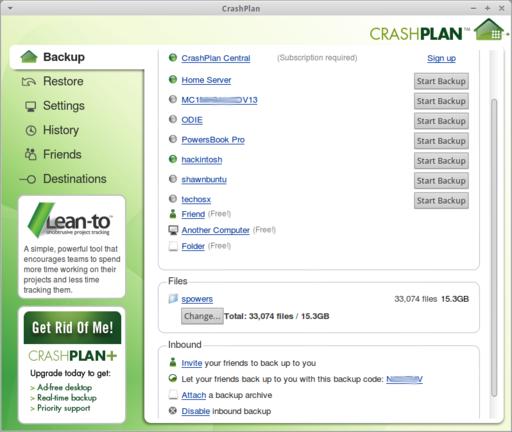 CrashPlan
CRASHPLAN™
Backup
Restore
Settings
History
Friends
Destinations
Lean-to™
unobtrusive project tracking
A simple, powerful tool that
encourages teams to spend
more time working on their
projects and less time
tracking them.
Get Rid Of Me!
CRASHPLAN+
Upgrade today to get:
> Ad-free desktop
> Real-time backup
> Priority support
CrashPlan Central (Subscription required) Sign up
Home Server Start Backup
MC1 V13 Start Backup
ODIE Start Backup
PowersBook Pro Start Backup
hackintosh Start Backup
shawnbuntu Start Backup
techosx Start Backup
Friend (Free!)
Another Computer (Free!)
Folder (Free!)
Files
spowers 33,074 files 15.3GB
Change... Total: 33,074 files / 15.3GB
Inbound
Invite your friends to back up to you
Let your friends back up to you with this backup code: N V
Attach a backup archive
Disable inbound backup